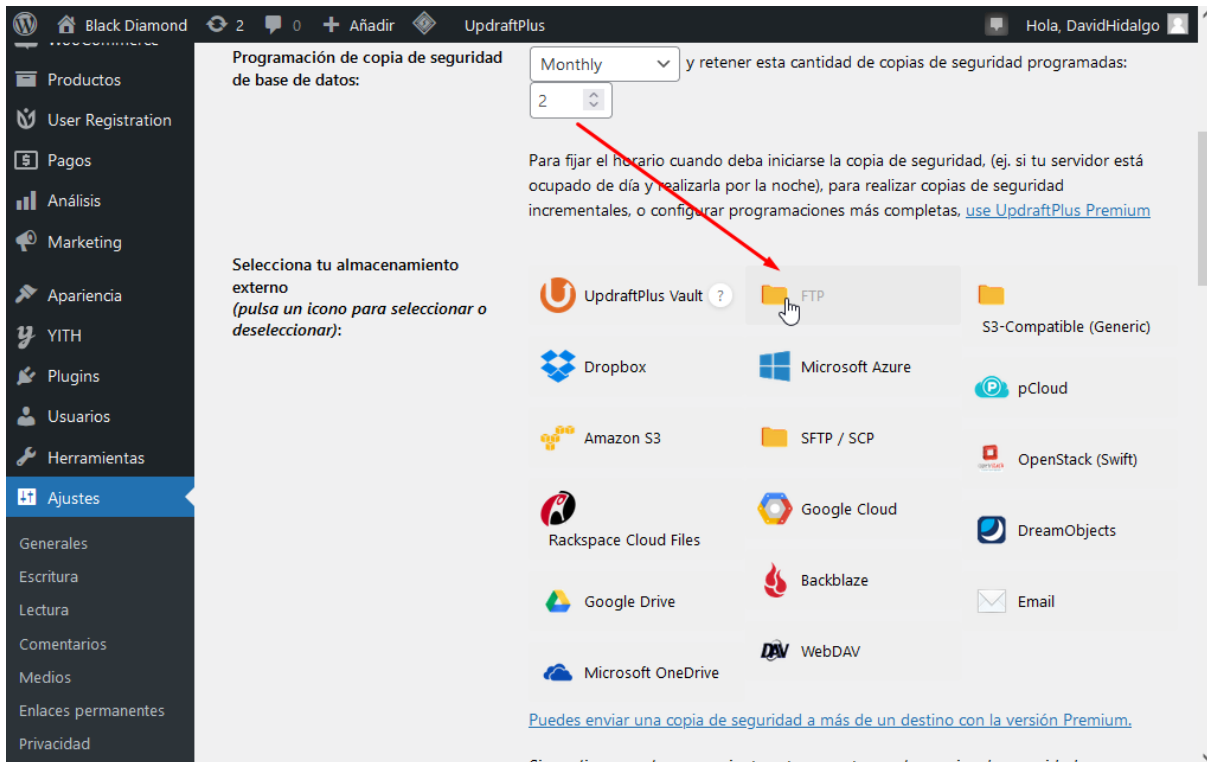 Black Diamond 2 0 Añadir UpdraftPlus Hola, DavidHidalgo
WooCommerce
Productos
User Registration
Pagos
Análisis
Marketing
Apariencia
YITH
Plugins
Usuarios
Herramientas
Ajustes
Generales
Escritura
Lectura
Comentarios
Medios
Enlaces permanentes
Privacidad
Programación de copia de seguridad
de base de datos:
Monthly y retener esta cantidad de copias de seguridad programadas:
2
Para fijar el horario cuando deba iniciarse la copia de seguridad, (ej. si tu servidor está
ocupado de día y realizarla por la noche), para realizar copias de seguridad
incrementales, o configurar programaciones más completas, use UpdraftPlus Premium
Selecciona tu almacenamiento
externo
(pulsa un icono para seleccionar o
deseleccionar):
UpdraftPlus Vault ?
Dropbox
Amazon S3
Rackspace Cloud Files
Google Drive
Microsoft OneDrive
FTP
Microsoft Azure
SFTP / SCP
Google Cloud
Backblaze
DAV WebDAV
S3-Compatible (Generic)
pCloud
OpenStack (Swift)
DreamObjects
Email
Puedes enviar una copia de seguridad a más de un destino con la versión Premium.